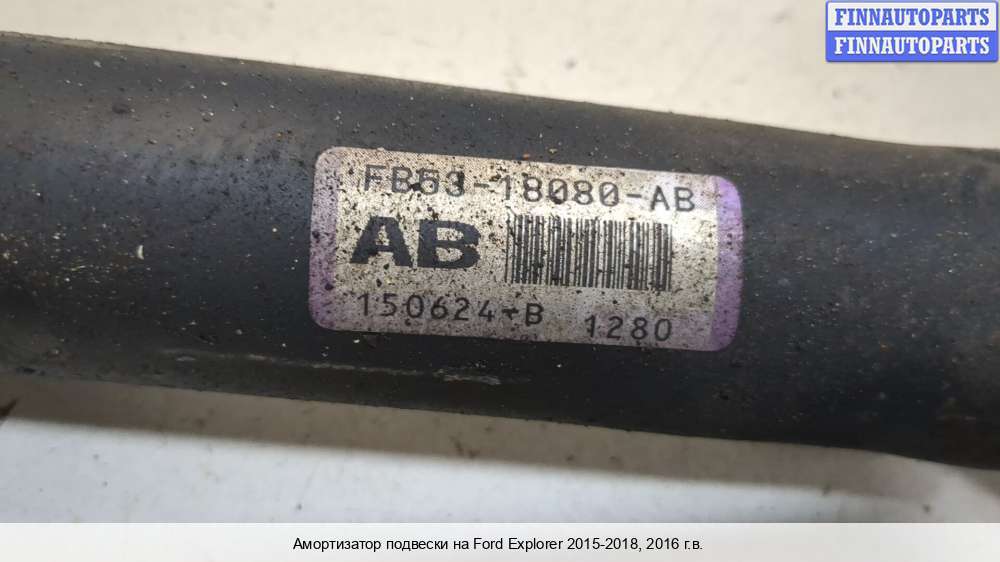 FINNAUTOPARTS
FINNAUTOPARTS
FB53-18080-AB
AB
150624-B 1280
Амортизатор подвески на Ford Explorer 2015-2018, 2016 г.в.